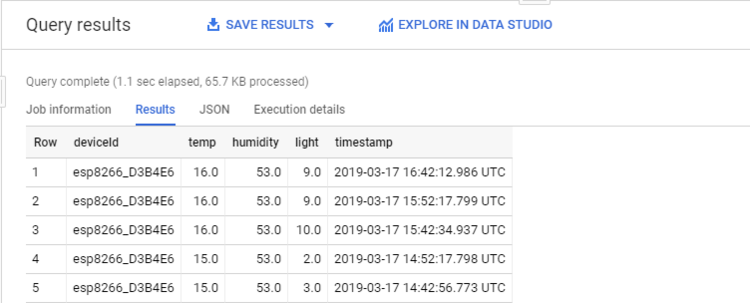 Query results SAVE RESULTS EXPLORE IN DATA STUDIO
Query complete (1.1 sec elapsed, 65.7 KB processed)
Job information Results JSON Execution details
Row deviceId temp humidity light timestamp
1 esp8266_D3B4E6 16.0 53.0 9.0 2019-03-17 16:42:12.986 UTC
2 esp8266_D3B4E6 16.0 53.0 9.0 2019-03-17 15:52:17.799 UTC
3 esp8266_D3B4E6 16.0 53.0 10.0 2019-03-17 15:42:34.937 UTC
4 esp8266_D3B4E6 15.0 53.0 2.0 2019-03-17 14:52:17.798 UTC
5 esp8266_D3B4E6 15.0 53.0 3.0 2019-03-17 14:42:56.773 UTC